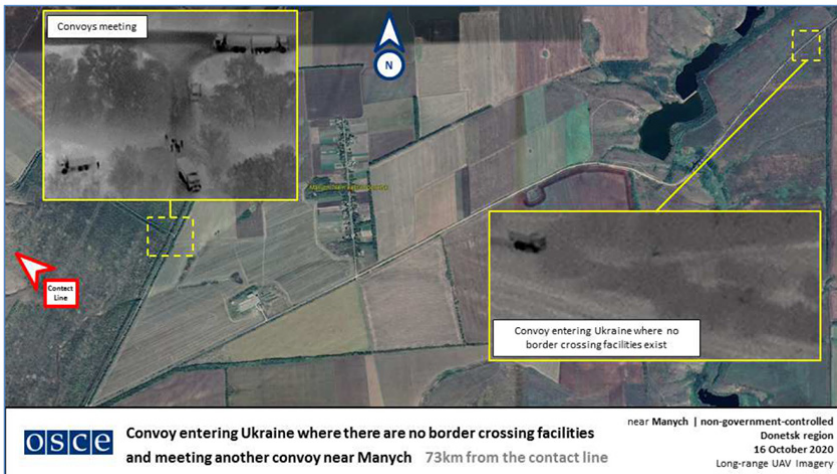 Convoys meeting
N
Contact
Line
Convoy entering Ukraine where no
border crossing facilities exist
osce
Convoy entering Ukraine where there are no border crossing facilities
and meeting another convoy near Manych 73km from the contact line
near Manych | non-government-controlled
Donetsk region
16 October 2020
Long-range UAV Imagery